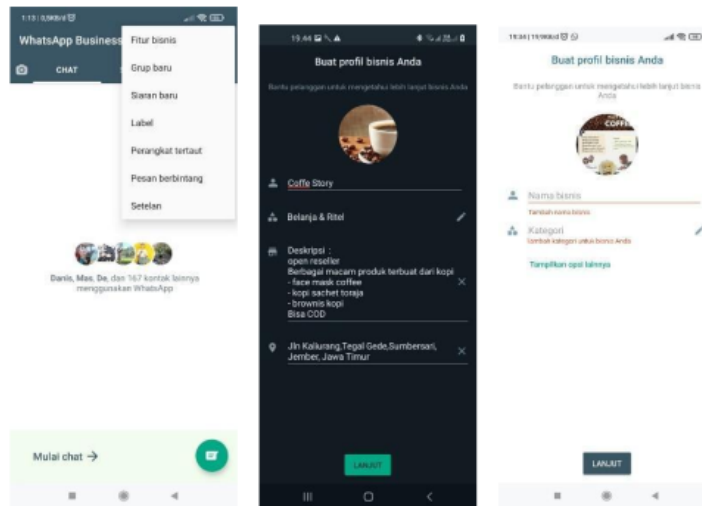 WhatsApp Business
CHAT
Fitur bisnis
Grup baru
Siaran baru
Label
Perangkat tertaut
Pesan berbintang
Setelan
Danis, Mas, De, dan 167 kontak lainnya
menggunakan WhatsApp
Mulai chat →
19.44
Buat profil bisnis Anda
Bantu pelanggan untuk mengetahui lebih lanjut bisnis Anda
Coffe Story
Belanja & Ritel
Deskripsi :
open reseller
Berbagai macam produk terbuat dari kopi
- face mask coffee
- kopi sachet toraja
- brownis kopi
Bisa COD
Jln Kaliurang,Tegal Gede,Sumbersari,
Jember, Jawa Timur
LANJUT
Buat profil bisnis Anda
Bantu pelanggan untuk mengetahui lebih lanjut bisnis
Anda
COFFEE
Nama bisnis
Tambah nama bisnis
Kategori
tambah kategori untuk bisnis Anda
Tampilkan opsi lainnya
LANJUT